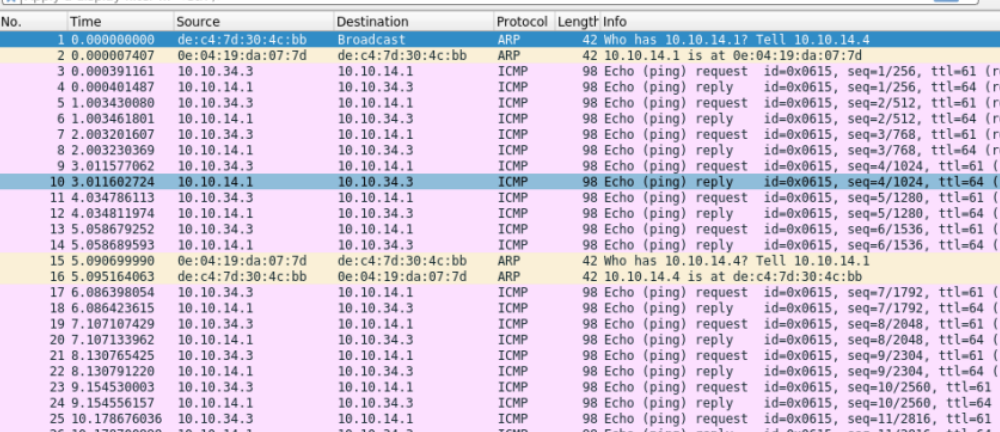 No. Time Source Destination Protocol Length Info
1 0.000000000 de:c4:7d:30:4c:bb Broadcast ARP 42 Who has 10.10.14.1? Tell 10.10.14.4
2 0.000007407 0e:04:19:da:07:7d de:c4:7d:30:4c:bb ARP 42 10.10.14.1 is at 0e:04:19:da:07:7d
3 0.000391161 10.10.34.3 10.10.14.1 ICMP 98 Echo (ping) request id=0x0615, seq=1/256, ttl=61 (r
4 0.000401487 10.10.14.1 10.10.34.3 ICMP 98 Echo (ping) reply id=0x0615, seq=1/256, ttl=64 (r
5 1.003430080 10.10.34.3 10.10.14.1 ICMP 98 Echo (ping) request id=0x0615, seq=2/512, ttl=61 (r
6 1.003461801 10.10.14.1 10.10.34.3 ICMP 98 Echo (ping) reply id=0x0615, seq=2/512, ttl=64 (r
7 2.003201607 10.10.34.3 10.10.14.1 ICMP 98 Echo (ping) request id=0x0615, seq=3/768, ttl=61 (r
8 2.003230369 10.10.14.1 10.10.34.3 ICMP 98 Echo (ping) reply id=0x0615, seq=3/768, ttl=64 (r
9 3.011577062 10.10.34.3 10.10.14.1 ICMP 98 Echo (ping) request id=0x0615, seq=4/1024, ttl=61 (
10 3.011602724 10.10.14.1 10.10.34.3 ICMP 98 Echo (ping) reply id=0x0615, seq=4/1024, ttl=64 (
11 4.034786113 10.10.34.3 10.10.14.1 ICMP 98 Echo (ping) request id=0x0615, seq=5/1280, ttl=61 (
12 4.034811974 10.10.14.1 10.10.34.3 ICMP 98 Echo (ping) reply id=0x0615, seq=5/1280, ttl=64 (
13 5.058679252 10.10.34.3 10.10.14.1 ICMP 98 Echo (ping) request id=0x0615, seq=6/1536, ttl=61 (
14 5.058689593 10.10.14.1 10.10.34.3 ICMP 98 Echo (ping) reply id=0x0615, seq=6/1536, ttl=64 (
15 5.090699990 0e:04:19:da:07:7d de:c4:7d:30:4c:bb ARP 42 Who has 10.10.14.4? Tell 10.10.14.1
16 5.095164063 de:c4:7d:30:4c:bb 0e:04:19:da:07:7d ARP 42 10.10.14.4 is at de:c4:7d:30:4c:bb
17 6.086398054 10.10.34.3 10.10.14.1 ICMP 98 Echo (ping) request id=0x0615, seq=7/1792, ttl=61 (
18 6.086423615 10.10.14.1 10.10.34.3 ICMP 98 Echo (ping) reply id=0x0615, seq=7/1792, ttl=64 (
19 7.107107429 10.10.34.3 10.10.14.1 ICMP 98 Echo (ping) request id=0x0615, seq=8/2048, ttl=61 (
20 7.107133962 10.10.14.1 10.10.34.3 ICMP 98 Echo (ping) reply id=0x0615, seq=8/2048, ttl=64 (
21 8.130765425 10.10.34.3 10.10.14.1 ICMP 98 Echo (ping) request id=0x0615, seq=9/2304, ttl=61 (
22 8.130791220 10.10.14.1 10.10.34.3 ICMP 98 Echo (ping) reply id=0x0615, seq=9/2304, ttl=64 (
23 9.154530003 10.10.34.3 10.10.14.1 ICMP 98 Echo (ping) request id=0x0615, seq=10/2560, ttl=61
24 9.154556157 10.10.14.1 10.10.34.3 ICMP 98 Echo (ping) reply id=0x0615, seq=10/2560, ttl=64
25 10.178676036 10.10.34.3 10.10.14.1 ICMP 98 Echo (ping) request id=0x0615, seq=11/2816, ttl=61